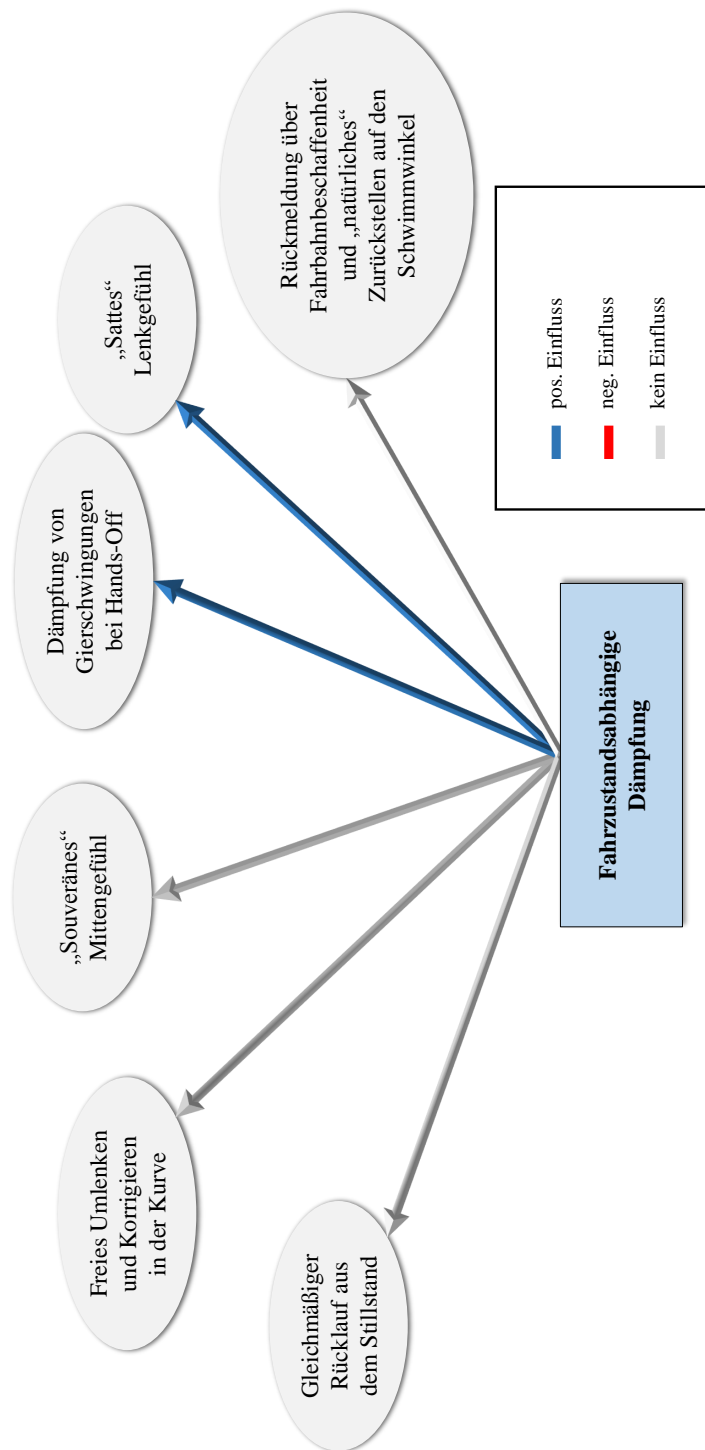 Gleichmäßiger
Rücklauf aus
dem Stillstand
Freies Umlenken
und Korrigieren
in der Kurve
„Souveränes“
Mittengefühl
Dämpfung von
Gierschwingungen
bei Hands-Off
„Sattes“
Lenkgefühl
Rückmeldung über
Fahrbahnbeschaffenheit
und „natürliches“
Zurückstellen auf den
Schwimmwinkel
Fahrzustandsabhängige
Dämpfung
pos. Einfluss
neg. Einfluss
kein Einfluss